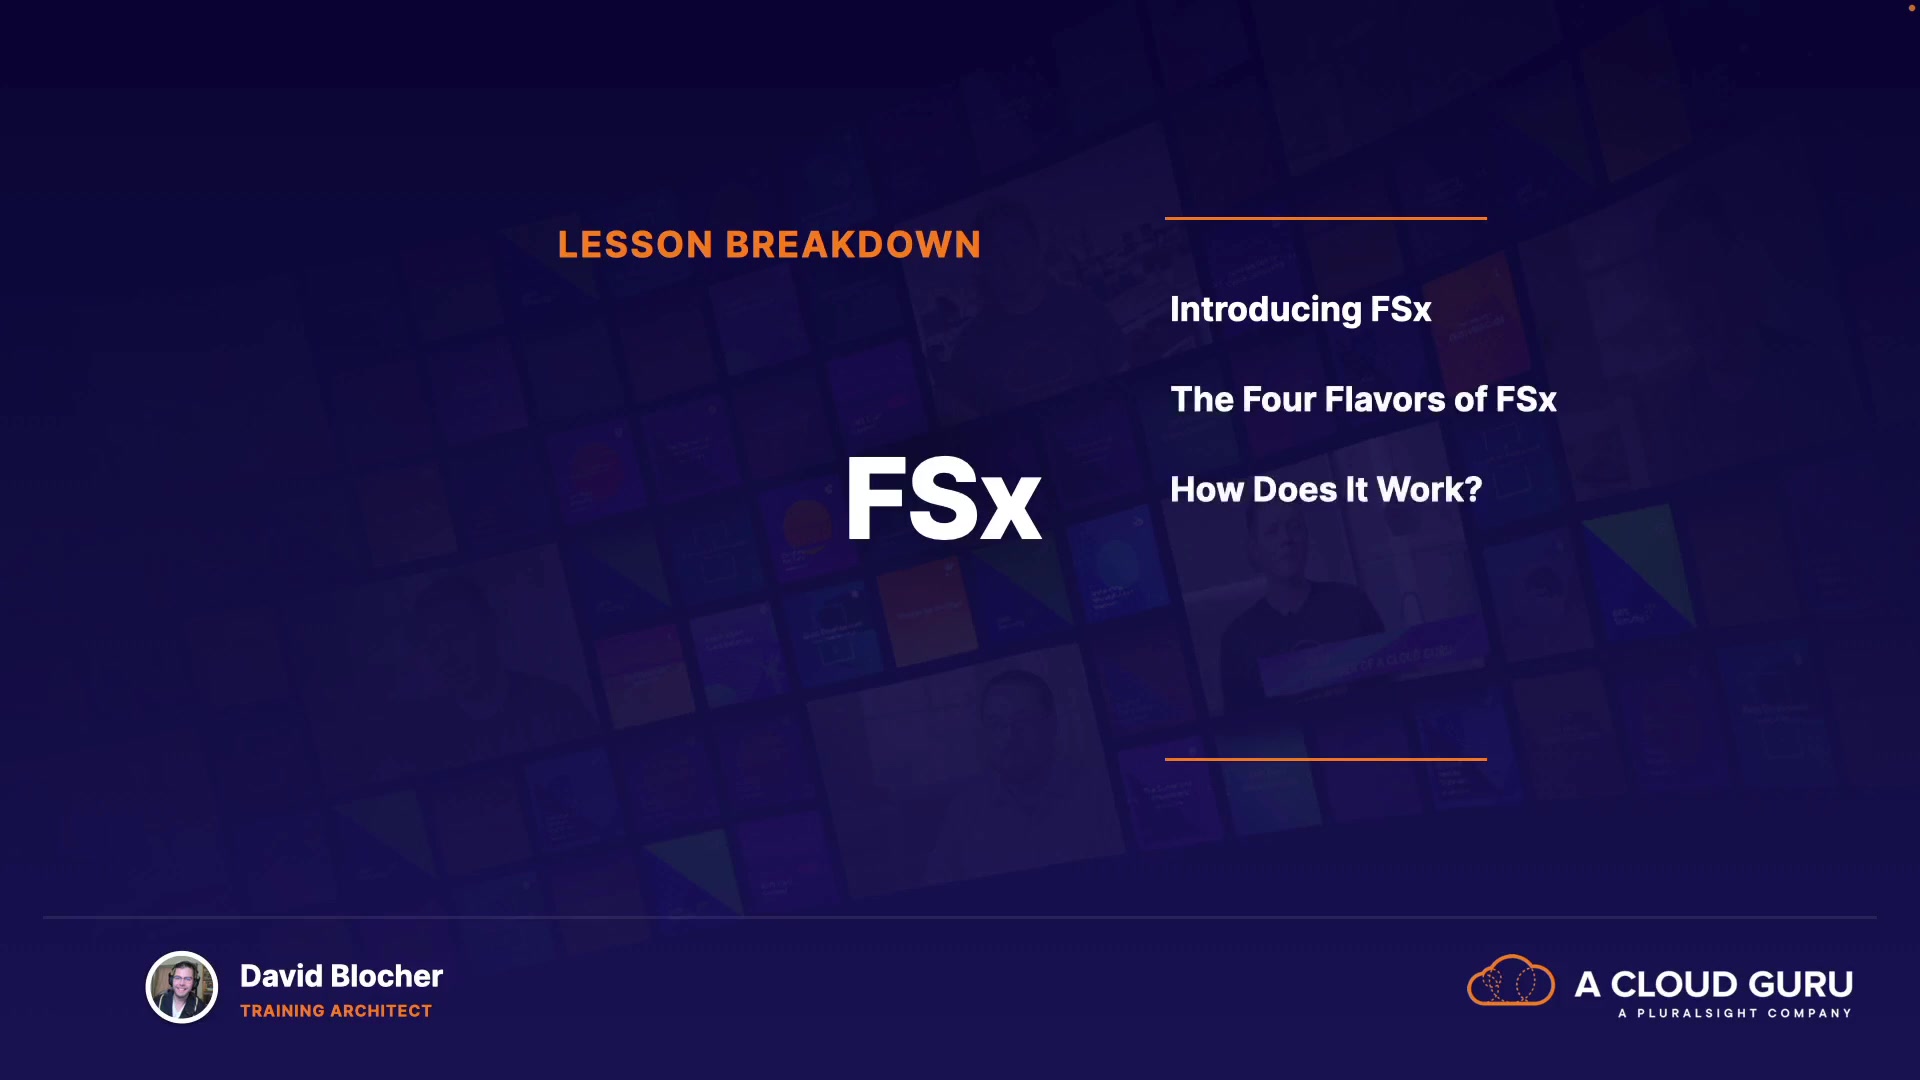 LESSON BREAKDOWN
FSx
Introducing FSx
The Four Flavors of FSx
How Does It Work?
David Blocher
TRAINING ARCHITECT
A CLOUD GURU
A PLURALSIGHT COMPANY